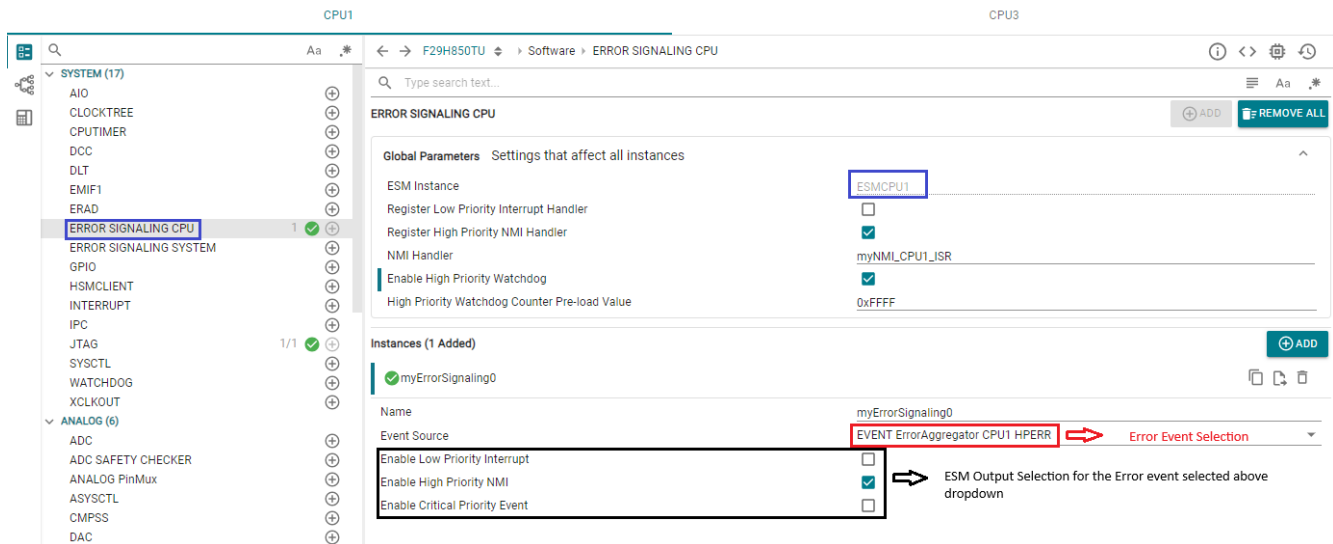 CPU1 CPU3
Aa .*
F29H850TU Software ERROR SIGNALING CPU
SYSTEM (17)
AIO
CLOCKTREE
CPUTIMER
DCC
DLT
EMIF1
ERAD
ERROR SIGNALING CPU 1
ERROR SIGNALING SYSTEM
GPIO
HSMCLIENT
INTERRUPT
IPC
JTAG 1/1
SYSCTL
WATCHDOG
XCLKOUT
ANALOG (6)
ADC
ADC SAFETY CHECKER
ANALOG PinMux
ASYSCTL
CMPSS
DAC
Type search text... Aa .*
ERROR SIGNALING CPU ADD REMOVE ALL
Global Parameters Settings that affect all instances
ESM Instance ESMCPU1
Register Low Priority Interrupt Handler
Register High Priority NMI Handler
NMI Handler myNMI_CPU1_ISR
Enable High Priority Watchdog
High Priority Watchdog Counter Pre-load Value 0xFFFF
Instances (1 Added) ADD
myErrorSignaling0
Name myErrorSignaling0
Event Source EVENT ErrorAggregator CPU1 HPERR Error Event Selection
Enable Low Priority Interrupt
Enable High Priority NMI
Enable Critical Priority Event
ESM Output Selection for the Error event selected above
dropdown